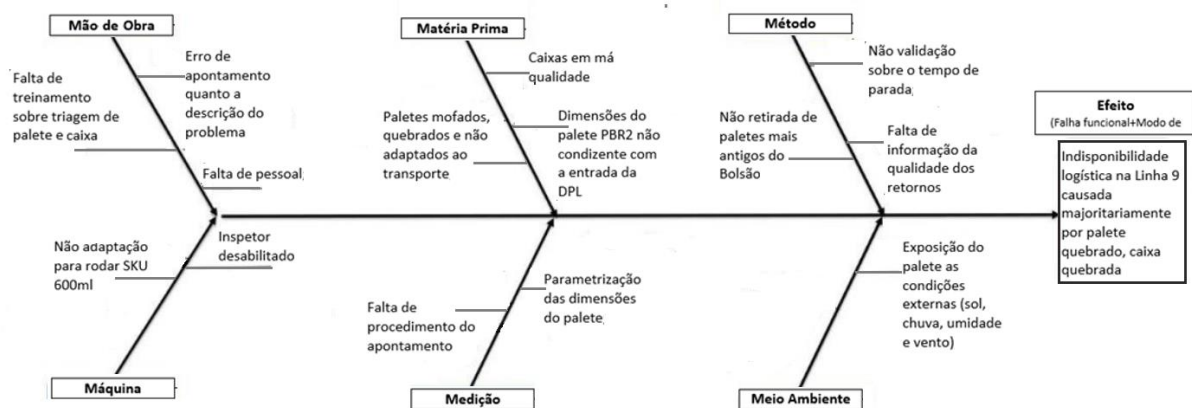 Mão de Obra
Falta de
treinamento
sobre triagem de
palete e caixa
Erro de
apontamento
quanto a
descrição do
problema
Falta de pessoal
Matéria Prima
Caixas em má
qualidade
Paletes mofados,
quebrados e não
adaptados ao
transporte
Dimensões do
palete PBR2 não
condizente com
a entrada da
DPL
Método
Não validação
sobre o tempo de
parada
Não retirada de
paletes mais
antigos do
Bolsão
Falta de
informação da
qualidade dos
retornos
Efeito
(Falha funcional+Modo de
Indisponibilidade
logística na Linha 9
causada
majoritariamente
por palete
quebrado, caixa
quebrada
Não adaptação
para rodar SKU
600ml
Inspetor
desabilitado
Máquina
Falta de
procedimento do
apontamento
Parametrização
das dimensões
do palete
Medição
Exposição do
palete as
condições
externas (sol,
chuva, umidade
e vento)
Meio Ambiente